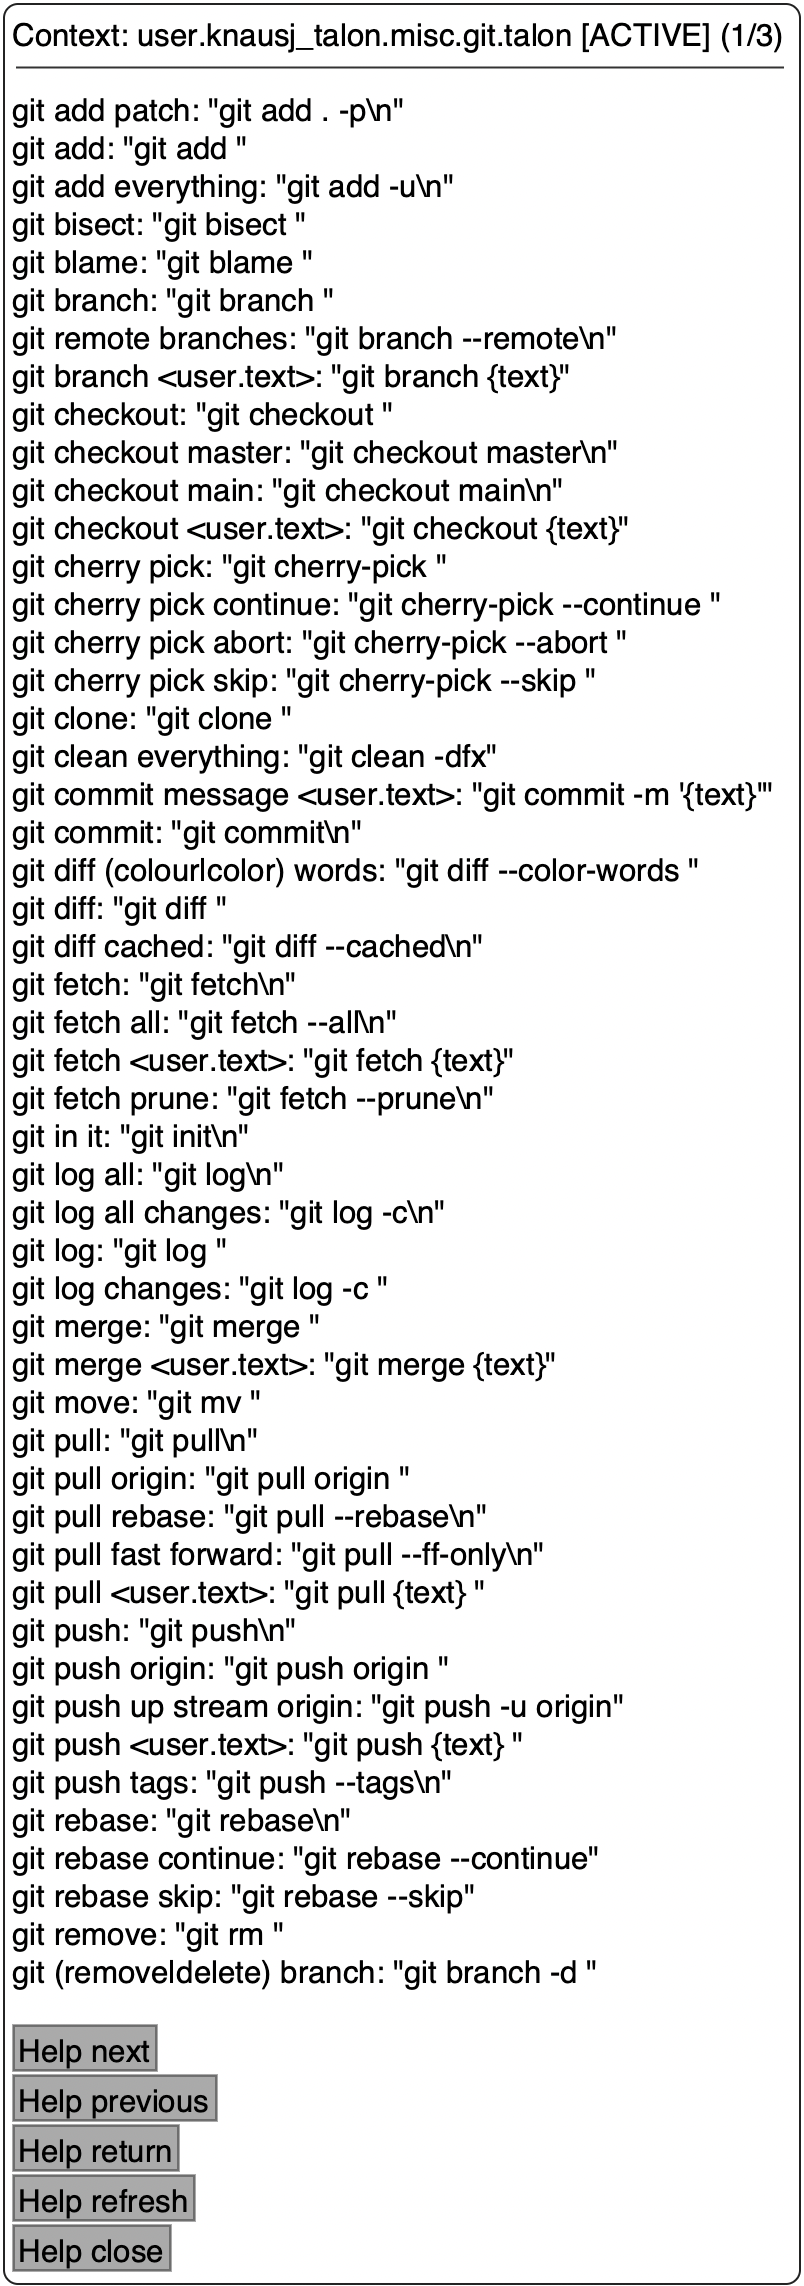 Context: user.knausj_talon.misc.git.talon [ACTIVE] (1/3)
git add patch: "git add . -p\n"
git add: "git add "
git add everything: "git add -u\n"
git bisect: "git bisect "
git blame: "git blame "
git branch: "git branch "
git remote branches: "git branch --remote\n"
git branch <user.text>: "git branch {text}"
git checkout: "git checkout "
git checkout master: "git checkout master\n"
git checkout main: "git checkout main\n"
git checkout <user.text>: "git checkout {text}"
git cherry pick: "git cherry-pick "
git cherry pick continue: "git cherry-pick --continue "
git cherry pick abort: "git cherry-pick --abort "
git cherry pick skip: "git cherry-pick --skip "
git clone: "git clone "
git clean everything: "git clean -dfx"
git commit message <user.text>: "git commit -m '{text}'"
git commit: "git commit\n"
git diff (colour|color) words: "git diff --color-words "
git diff: "git diff "
git diff cached: "git diff --cached\n"
git fetch: "git fetch\n"
git fetch all: "git fetch --all\n"
git fetch <user.text>: "git fetch {text}"
git fetch prune: "git fetch --prune\n"
git in it: "git init\n"
git log all: "git log\n"
git log all changes: "git log -c\n"
git log: "git log "
git log changes: "git log -c "
git merge: "git merge "
git merge <user.text>: "git merge {text}"
git move: "git mv "
git pull: "git pull\n"
git pull origin: "git pull origin "
git pull rebase: "git pull --rebase\n"
git pull fast forward: "git pull --ff-only\n"
git pull <user.text>: "git pull {text} "
git push: "git push\n"
git push origin: "git push origin "
git push up stream origin: "git push -u origin"
git push <user.text>: "git push {text} "
git push tags: "git push --tags\n"
git rebase: "git rebase\n"
git rebase continue: "git rebase --continue"
git rebase skip: "git rebase --skip"
git remove: "git rm "
git (remove|delete) branch: "git branch -d "
Help next
Help previous
Help return
Help refresh
Help close